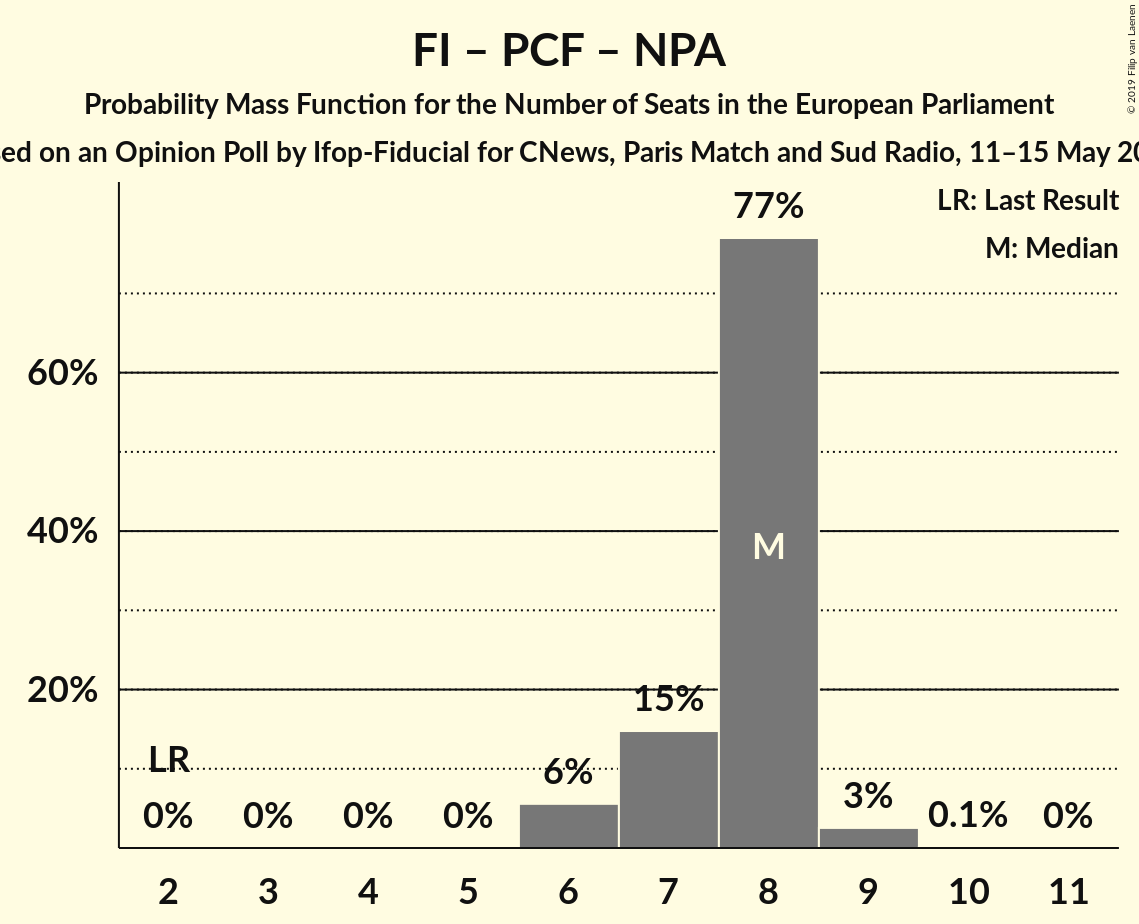 FI – PCF – NPA
Probability Mass Function for the Number of Seats in the European Parliament
on an Opinion Poll by Ifop-Fiducial for CNews, Paris Match and Sud Radio, 11–15 May
© 2019 Filip van Laenen
LR: Last Result
M: Median
77%
60%
40%
M
20%
15%
LR
6%
3%
0%
0%
0%
0%
0.1%
0%
2 3 4 5 6 7 8 9 10 11